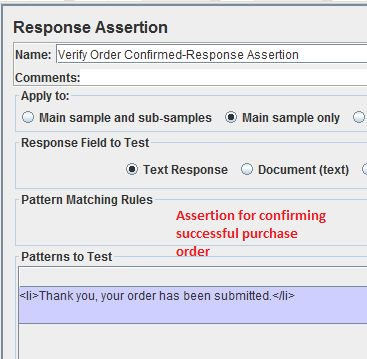 Response Assertion
Name: Verify Order Confirmed-Response Assertion
Comments:
Apply to:
Main sample and sub-samples Main sample only
Response Field to Test
Text Response Document (text)
Pattern Matching Rules
Assertion for confirming
successful purchase
order
Patterns to Test
<li>Thank you, your order has been submitted.</li>